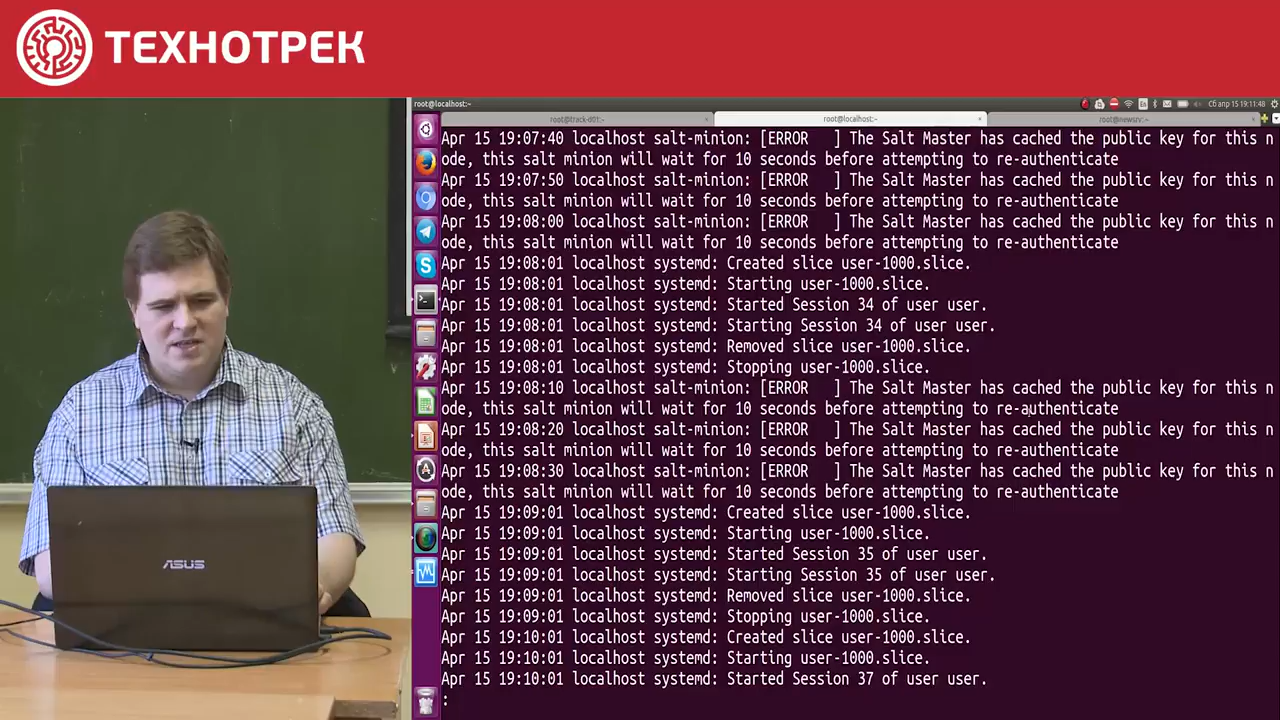 ТЕХНОТРЕК
root@localhost:~
Сб апр 15 19:11:48
root@track-d01:~
root@localhost:~
root@newsrv:~
Apr 15 19:07:40 localhost salt-minion: [ERROR   ] The Salt Master has cached the public key for this n
ode, this salt minion will wait for 10 seconds before attempting to re-authenticate
Apr 15 19:07:50 localhost salt-minion: [ERROR   ] The Salt Master has cached the public key for this n
ode, this salt minion will wait for 10 seconds before attempting to re-authenticate
Apr 15 19:08:00 localhost salt-minion: [ERROR   ] The Salt Master has cached the public key for this n
ode, this salt minion will wait for 10 seconds before attempting to re-authenticate
Apr 15 19:08:01 localhost systemd: Created slice user-1000.slice.
Apr 15 19:08:01 localhost systemd: Starting user-1000.slice.
Apr 15 19:08:01 localhost systemd: Started Session 34 of user user.
Apr 15 19:08:01 localhost systemd: Starting Session 34 of user user.
Apr 15 19:08:01 localhost systemd: Removed slice user-1000.slice.
Apr 15 19:08:01 localhost systemd: Stopping user-1000.slice.
Apr 15 19:08:10 localhost salt-minion: [ERROR   ] The Salt Master has cached the public key for this n
ode, this salt minion will wait for 10 seconds before attempting to re-authenticate
Apr 15 19:08:20 localhost salt-minion: [ERROR   ] The Salt Master has cached the public key for this n
ode, this salt minion will wait for 10 seconds before attempting to re-authenticate
Apr 15 19:08:30 localhost salt-minion: [ERROR   ] The Salt Master has cached the public key for this n
ode, this salt minion will wait for 10 seconds before attempting to re-authenticate
Apr 15 19:09:01 localhost systemd: Created slice user-1000.slice.
Apr 15 19:09:01 localhost systemd: Starting user-1000.slice.
Apr 15 19:09:01 localhost systemd: Started Session 35 of user user.
Apr 15 19:09:01 localhost systemd: Starting Session 35 of user user.
Apr 15 19:09:01 localhost systemd: Removed slice user-1000.slice.
Apr 15 19:09:01 localhost systemd: Stopping user-1000.slice.
Apr 15 19:10:01 localhost systemd: Created slice user-1000.slice.
Apr 15 19:10:01 localhost systemd: Starting user-1000.slice.
Apr 15 19:10:01 localhost systemd: Started Session 37 of user user.
:
ASUS